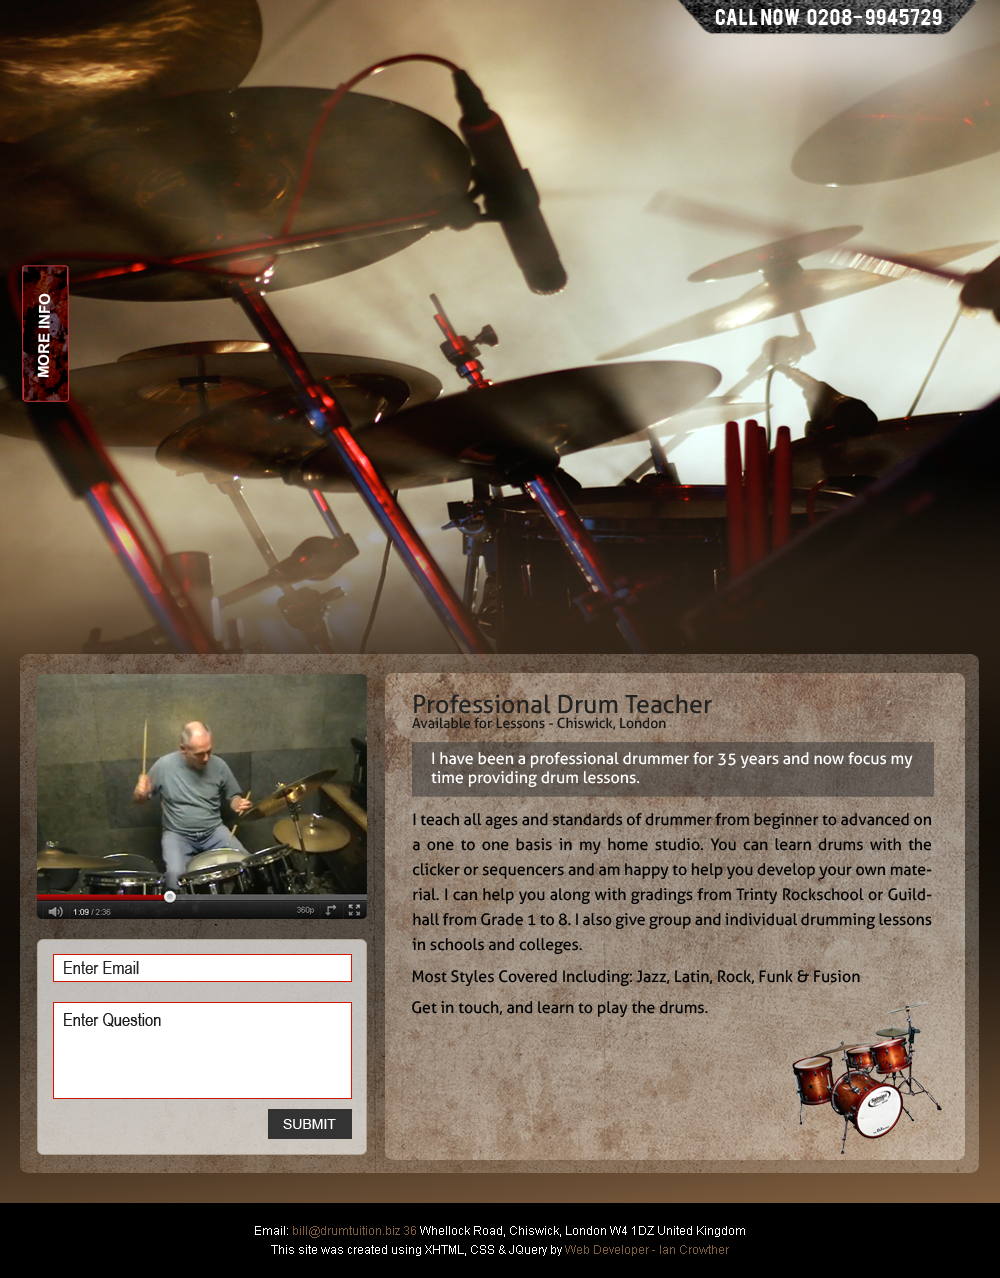 CALL NOW 0208-9945729
MORE INFO
Professional Drum Teacher
Available for Lessons - Chiswick, London
I have been a professional drummer for 35 years and now focus my
time providing drum lessons.
I teach all ages and standards of drummer from beginner to advanced on
a one to one basis in my home studio. You can learn drums with the
clicker or sequencers and am happy to help you develop your own mate-
rial. I can help you along with gradings from Trinty Rockschool or Guild-
hall from Grade 1 to 8. I also give group and individual drumming lessons
in schools and colleges.
Most Styles Covered Including: Jazz, Latin, Rock, Funk & Fusion
Get in touch, and learn to play the drums.
1:09 / 2:36
360p
Enter Email
Enter Question
SUBMIT
Email: bill@drumtuition.biz 36 Whellock Road, Chiswick, London W4 1DZ United Kingdom
This site was created using XHTML, CSS & JQuery by Web Developer - Ian Crowther